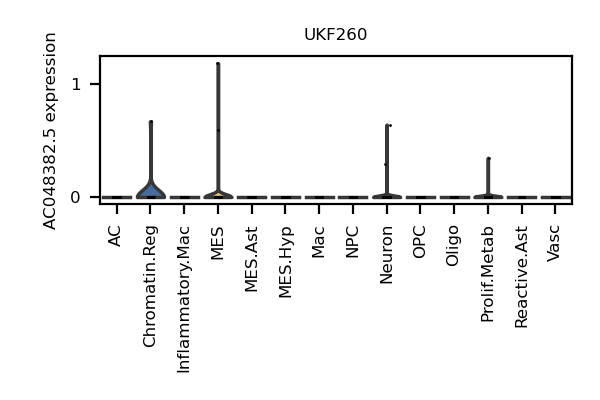 UKF260
AC048382.5 expression
1
0
AC
Chromatin.Reg
Inflammatory.Mac
MES
MES.Ast
MES.Hyp
Mac
NPC
Neuron
OPC
Oligo
Prolif.Metab
Reactive.Ast
Vasc